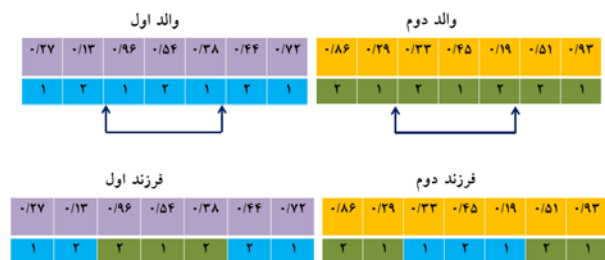 والد اول
۰/۲۷ ۰/۱۳ ۰/۹۶ ۰/۵۴ ۰/۳۸ ۰/۴۴ ۰/۷۲
۱ ۲ ۱ ۲ ۱ ۲ ۱
والد دوم
۰/۸۶ ۰/۲۹ ۰/۳۳ ۰/۴۵ ۰/۱۹ ۰/۵۱ ۰/۹۳
۲ ۱ ۲ ۱ ۲ ۲ ۱
فرزند اول
۰/۲۷ ۰/۱۳ ۰/۹۶ ۰/۵۴ ۰/۳۸ ۰/۴۴ ۰/۷۲
۱ ۲ ۲ ۱ ۲ ۲ ۱
فرزند دوم
۰/۸۶ ۰/۲۹ ۰/۳۳ ۰/۴۵ ۰/۱۹ ۰/۵۱ ۰/۹۳
۲ ۱ ۱ ۲ ۱ ۲ ۱